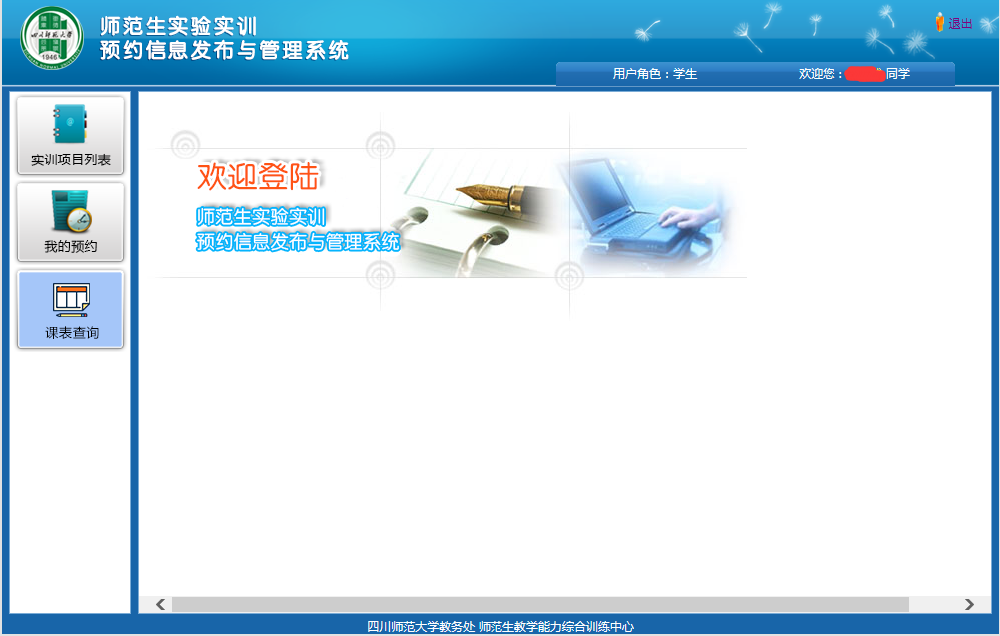 师范生实验实训
预约信息发布与管理系统
1946
退出
用户角色：学生
欢迎您：
同学
实训项目列表
我的预约
课表查询
欢迎登陆
师范生实验实训
预约信息发布与管理系统
四川师范大学教务处 师范生教学能力综合训练中心